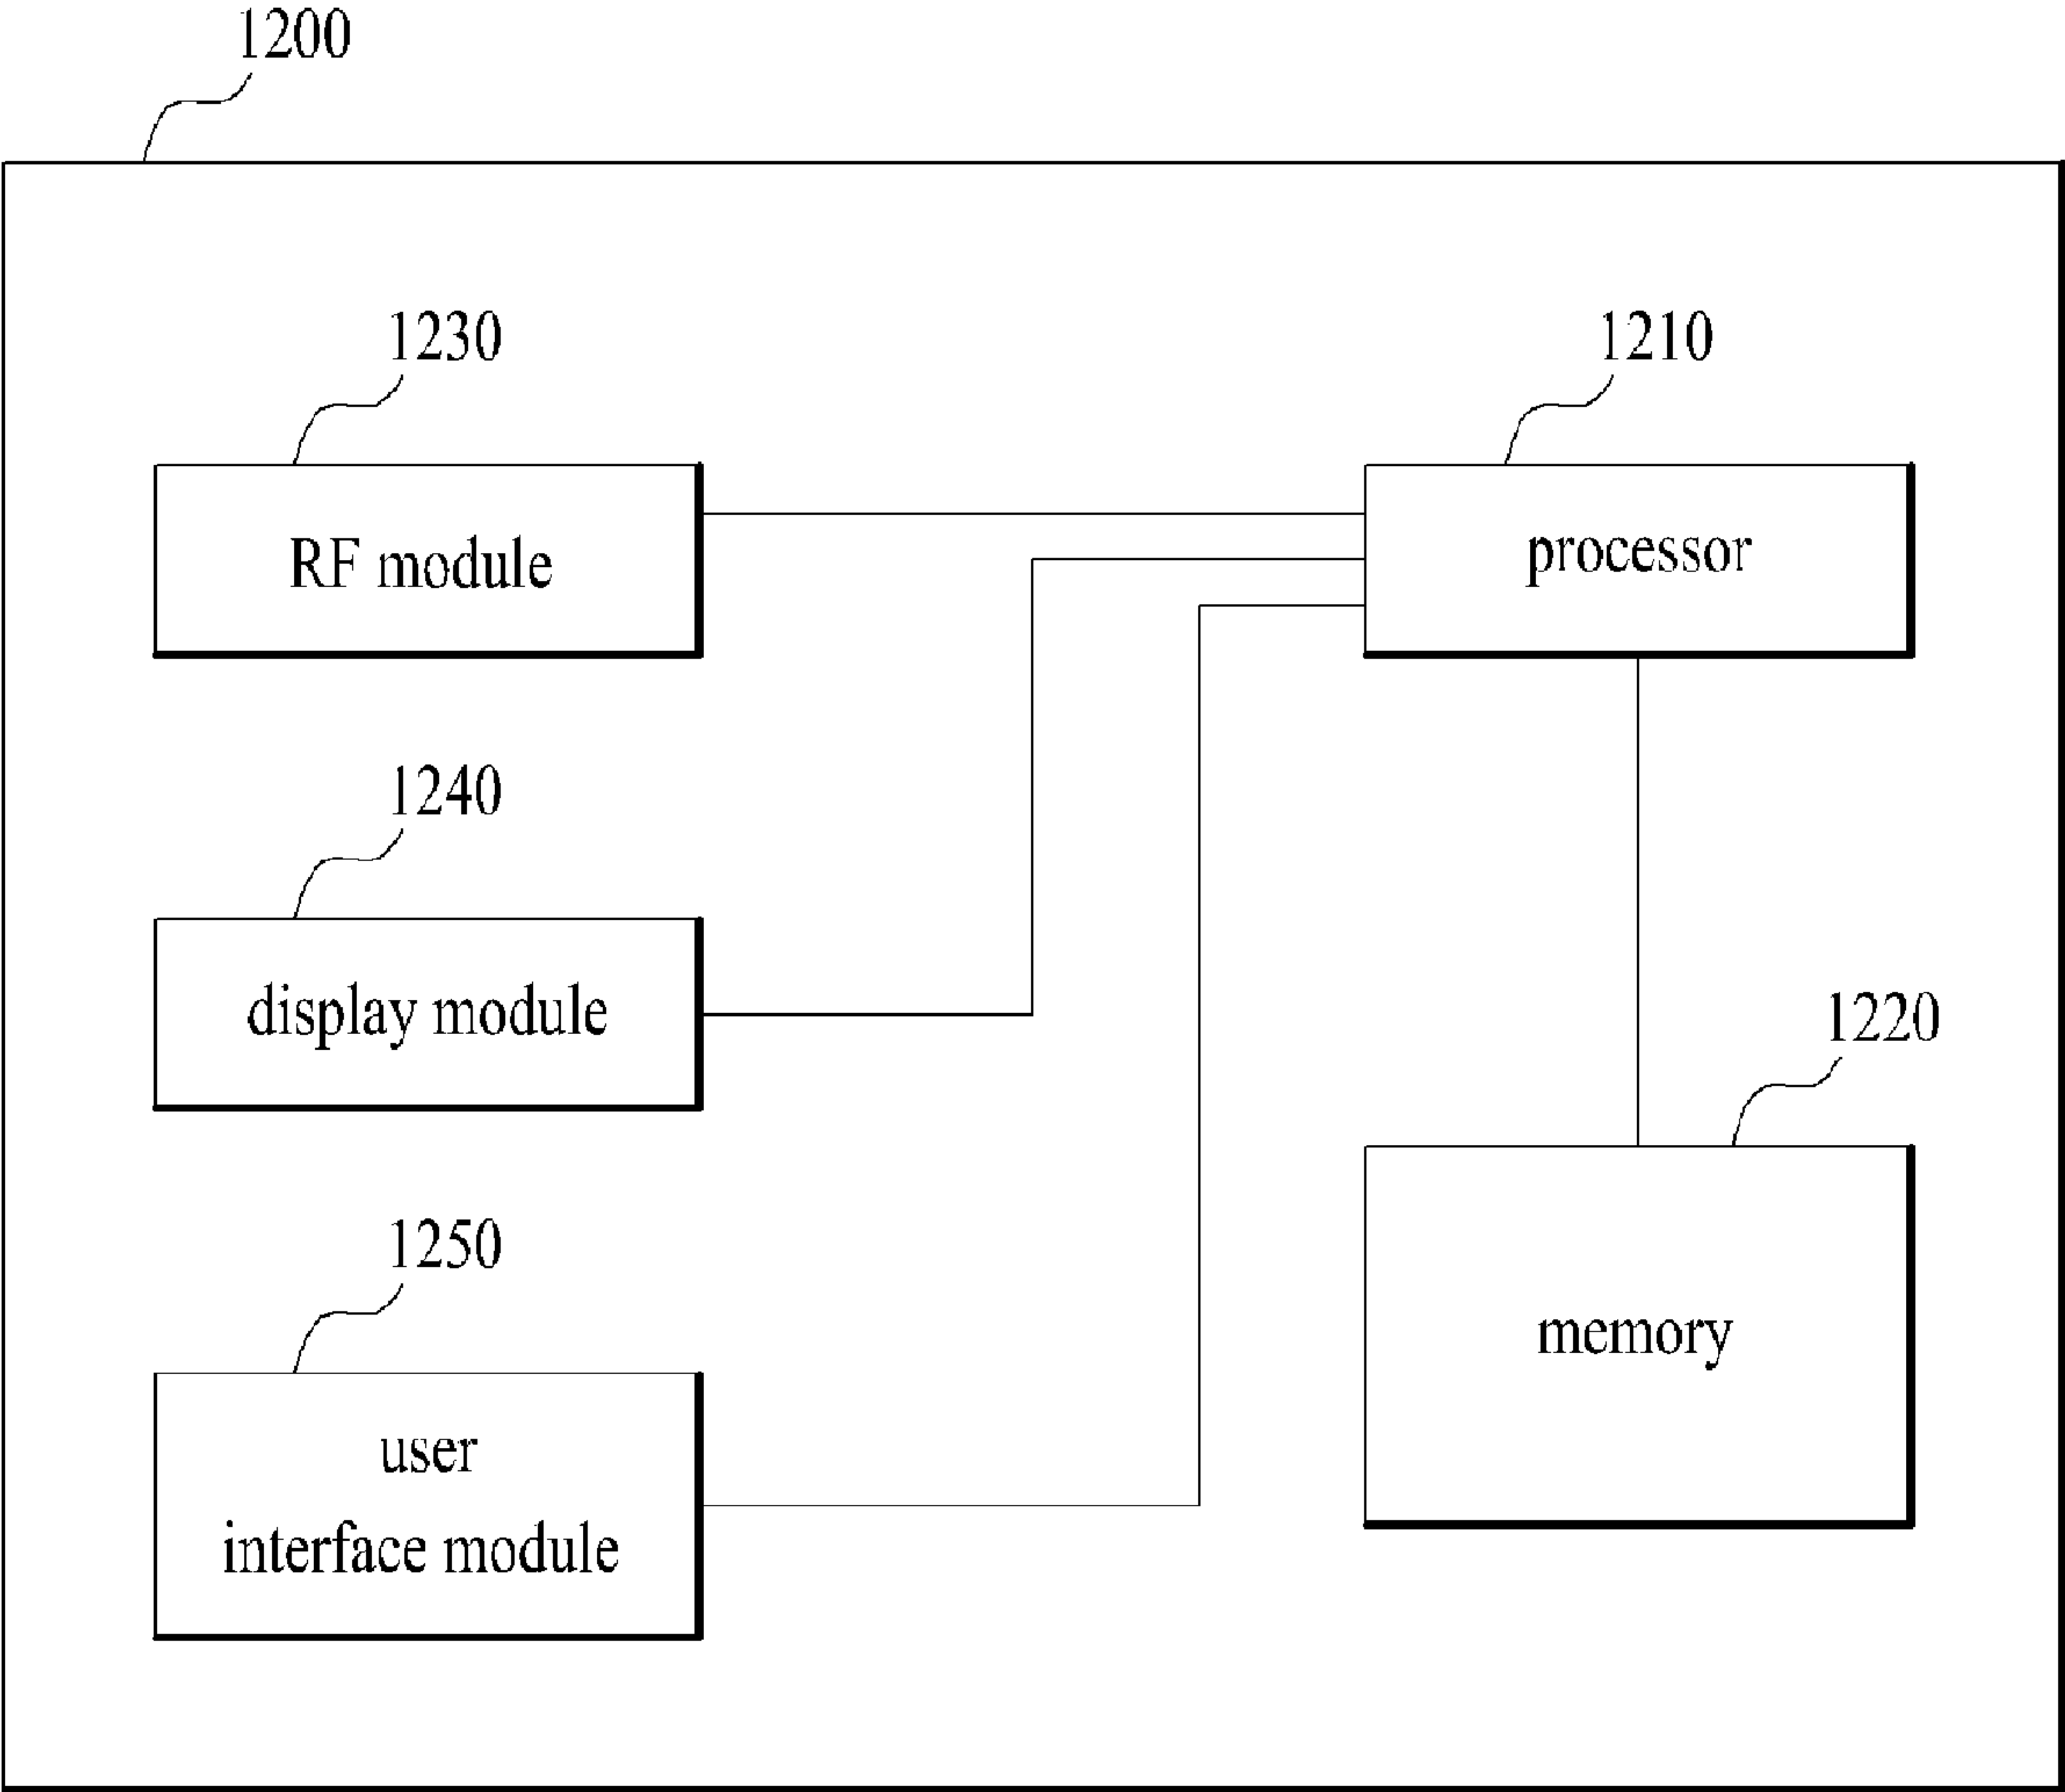 1200
1230
1210
RF module
processor
1240
display module
1220
1250
memory
user
interface module